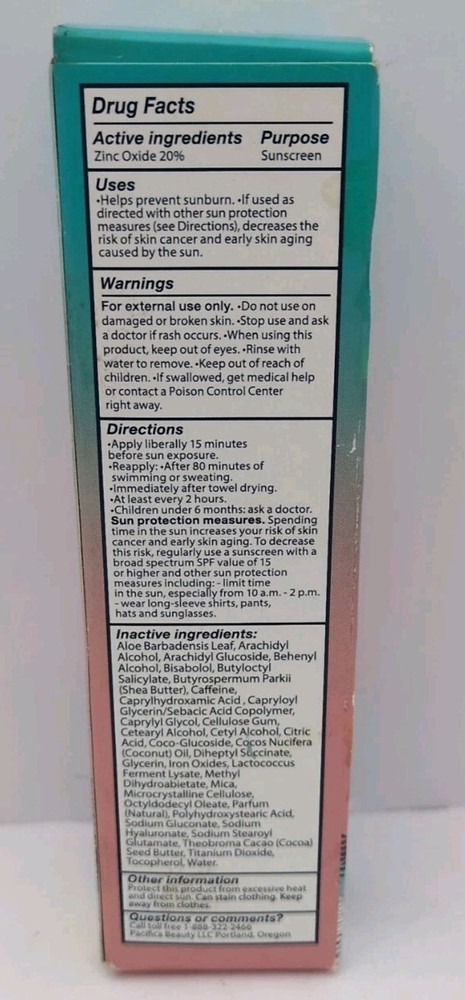 Drug Facts
Active ingredients Purpose
Zinc Oxide 20% Sunscreen
Uses
•Helps prevent sunburn. •If used as
directed with other sun protection
measures (see Directions), decreases the
risk of skin cancer and early skin aging
caused by the sun.
Warnings
For external use only. •Do not use on
damaged or broken skin. •Stop use and ask
a doctor if rash occurs. •When using this
product, keep out of eyes. •Rinse with
water to remove. •Keep out of reach of
children. •If swallowed, get medical help
or contact a Poison Control Center
right away.
Directions
•Apply liberally 15 minutes
before sun exposure.
•Reapply: •After 80 minutes of
swimming or sweating.
•Immediately after towel drying.
•At least every 2 hours.
•Children under 6 months: ask a doctor.
Sun protection measures. Spending
time in the sun increases your risk of skin
cancer and early skin aging. To decrease
this risk, regularly use a sunscreen with a
broad spectrum SPF value of 15
or higher and other sun protection
measures including: - limit time
in the sun, especially from 10 a.m. - 2 p.m.
- wear long-sleeve shirts, pants,
hats and sunglasses.
Inactive ingredients:
Aloe Barbadensis Leaf, Arachidyl
Alcohol, Arachidyl Glucoside, Behenyl
Alcohol, Bisabolol, Butyloctyl
Salicylate, Butyrospermum Parkii
(Shea Butter), Caffeine,
Caprylhydroxamic Acid , Capryloyl
Glycerin/Sebacic Acid Copolymer,
Caprylyl Glycol, Cellulose Gum,
Cetearyl Alcohol, Cetyl Alcohol, Citric
Acid, Coco-Glucoside, Cocos Nucifera
(Coconut) Oil, Diheptyl Succinate,
Glycerin, Iron Oxides, Lactococcus
Ferment Lysate, Methyl
Dihydroabietate, Mica,
Microcrystalline Cellulose,
Octyldodecyl Oleate, Parfum
(Natural), Polyhydroxystearic Acid,
Sodium Gluconate, Sodium
Hyaluronate, Sodium Stearoyl
Glutamate, Theobroma Cacao (Cocoa)
Seed Butter, Titanium Dioxide,
Tocopherol, Water.
Other information
Protect this product from excessive heat
and direct sun. Can stain clothing. Keep
away from clothes.
Questions or comments?
Call toll free 1-888-322-2466
Pacifica Beauty LLC Portland, Oregon